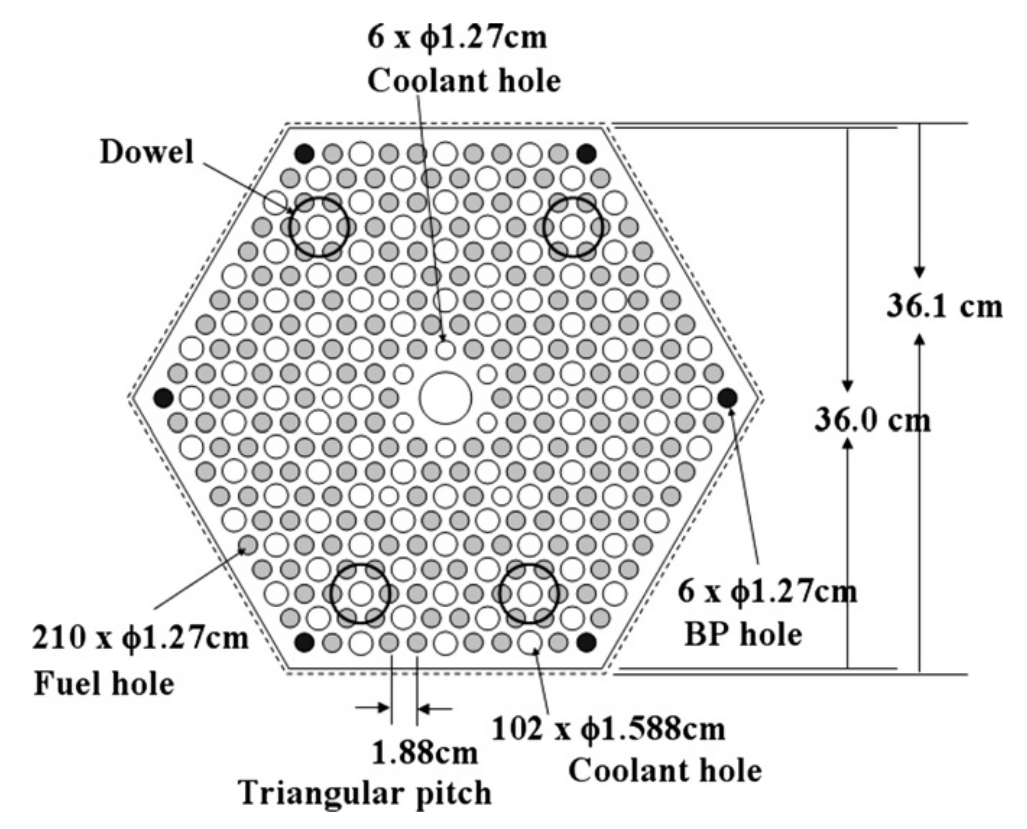 6 x ϕ1.27cm
Coolant hole
Dowel
36.1 cm
36.0 cm
6 x ϕ1.27cm
BP hole
210 x ϕ1.27cm
Fuel hole
102 x ϕ1.588cm
Coolant hole
1.88cm
Triangular pitch